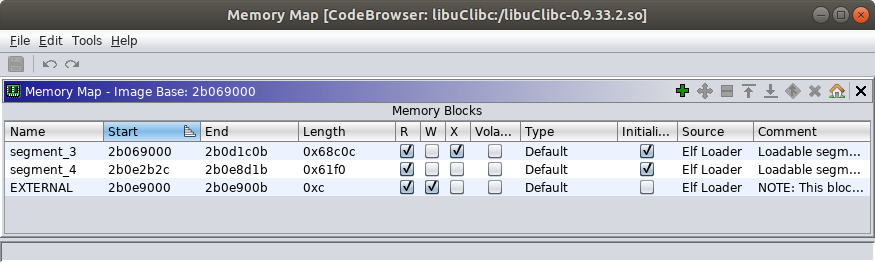 Memory Map [CodeBrowser: libuClibc:/libuClibc-0.9.33.2.so]
File Edit Tools Help
Memory Map - Image Base: 2b069000
Memory Blocks
Name Start End Length R W X Vola... Type Initiali... Source Comment
segment_3 2b069000 2b0d1c0b 0x68c0c Default Elf Loader Loadable segm...
segment_4 2b0e2b2c 2b0e8d1b 0x61f0 Default Elf Loader Loadable segm...
EXTERNAL 2b0e9000 2b0e900b 0xc Default Elf Loader NOTE: This bloc...